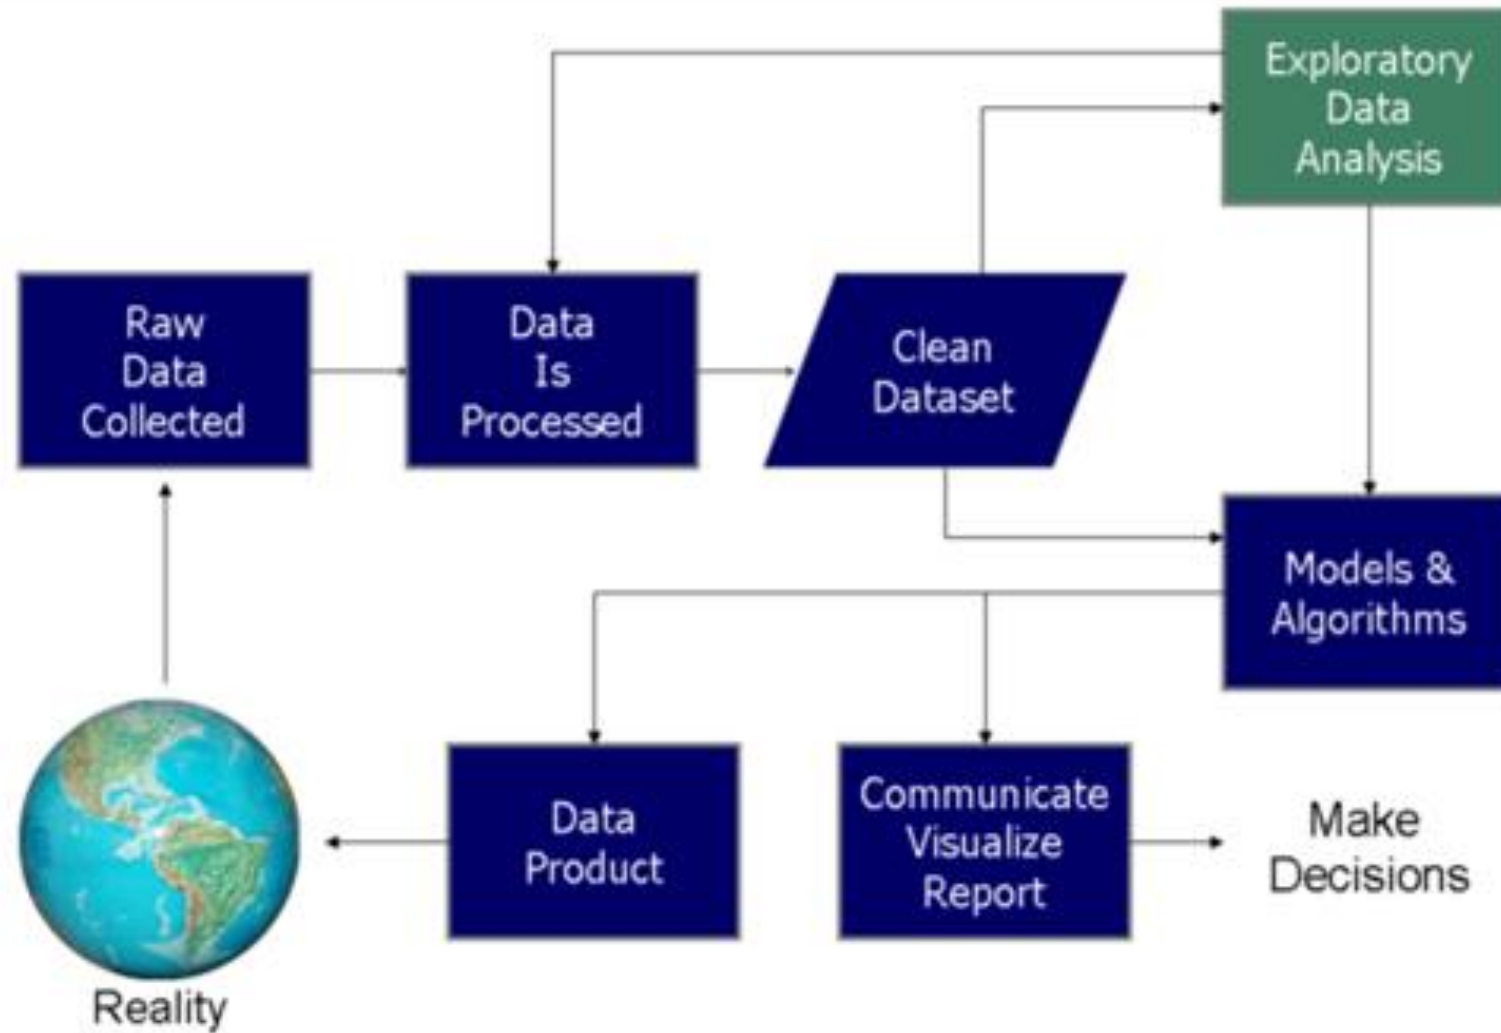 Exploratory
Data
Analysis
Raw
Data
Collected
Data
Is
Processed
Clean
Dataset
Models &
Algorithms
Data
Product
Communicate
Visualize
Report
Make
Decisions
Reality